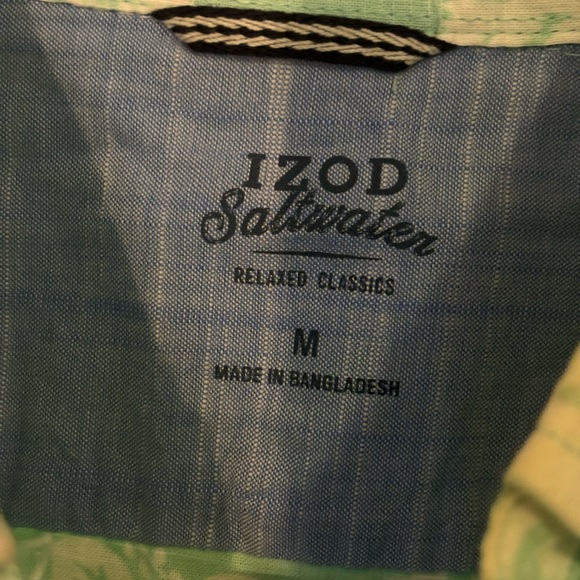 IZOD
Saltwater
RELAXED CLASSICS
M
MADE IN BANGLADESH